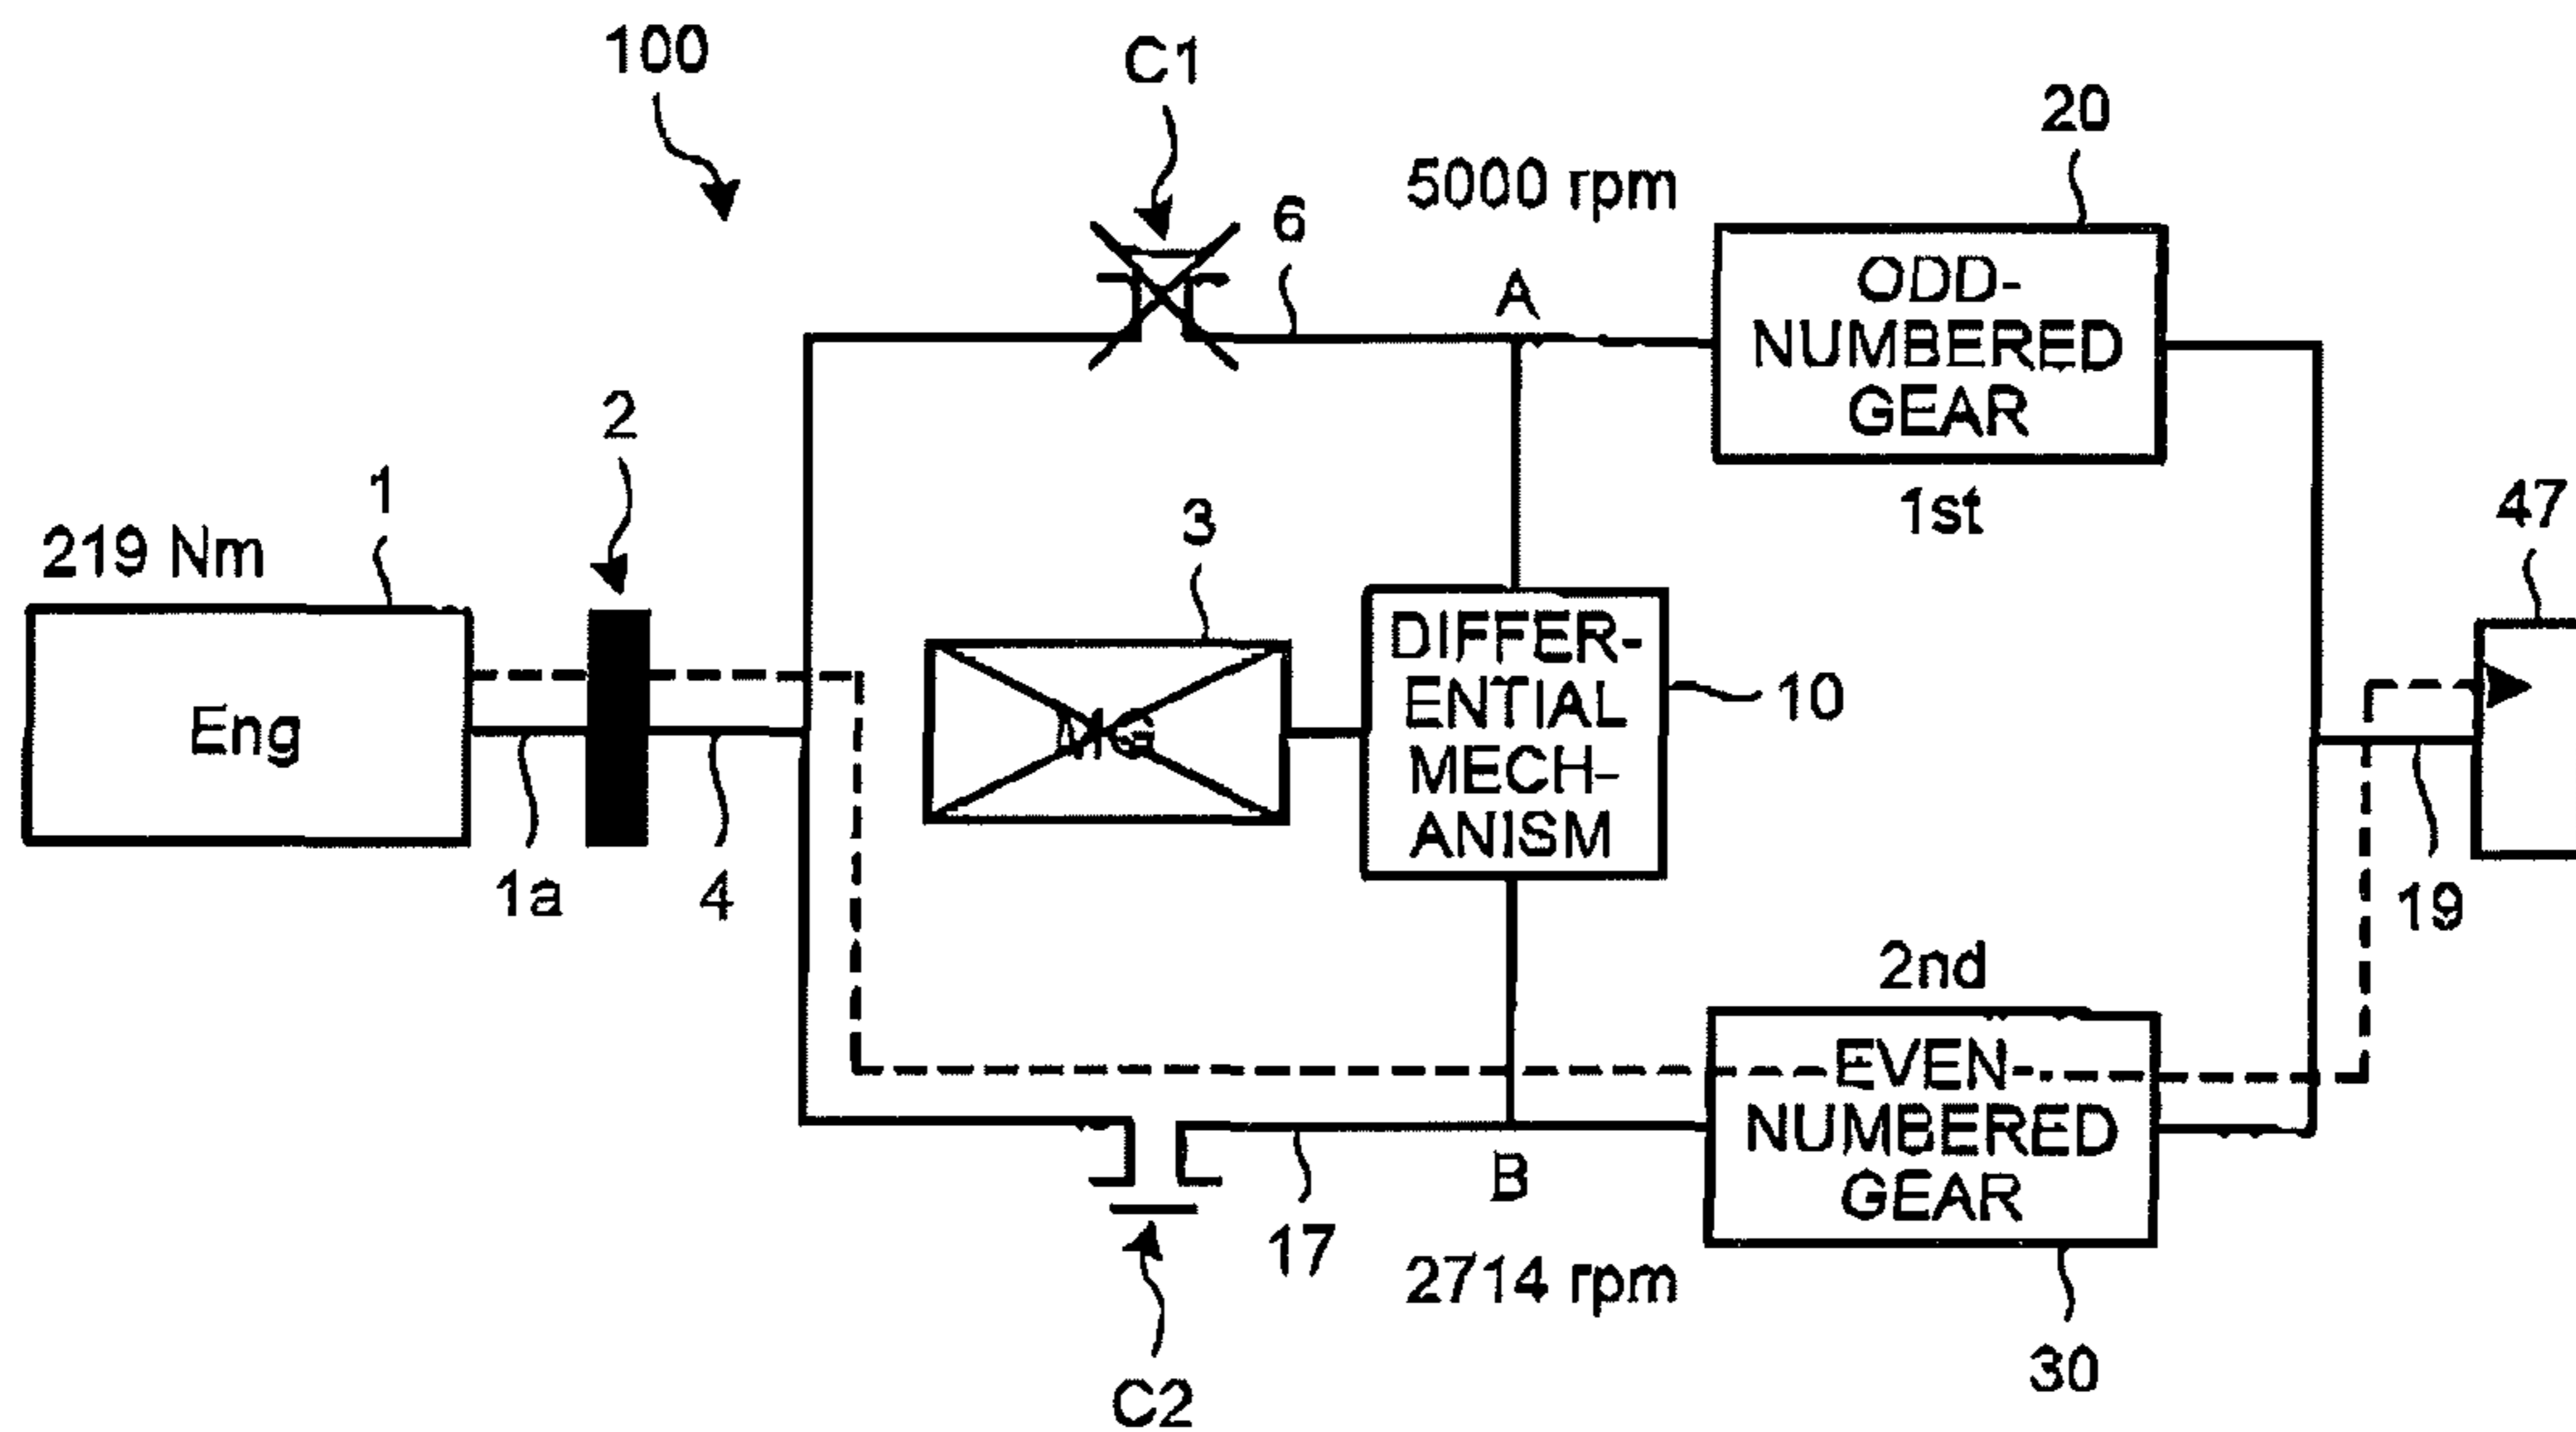 100
C1
20
5000 rpm
6
A
ODD-
NUMBERED
GEAR
1st
2
1
219 Nm
3
47
Eng
MG
DIFFER-
ENTIAL
MECH-
ANISM
10
1a
4
19
2nd
EVEN-
NUMBERED
GEAR
B
17
2714 rpm
30
C2